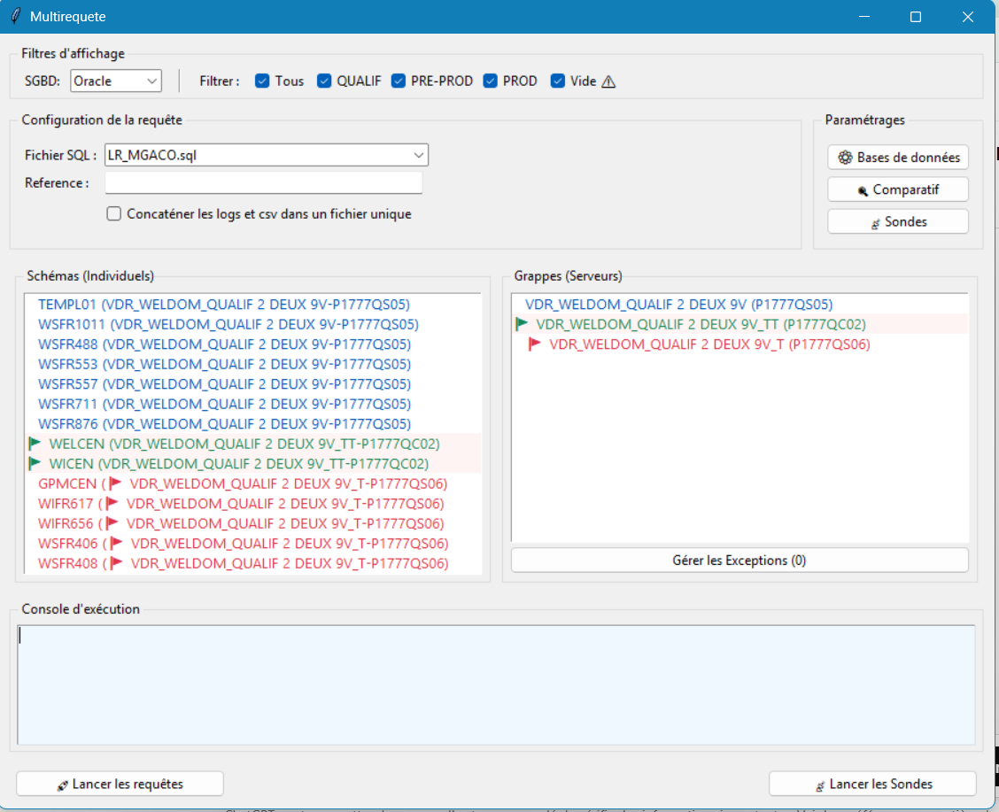 Multirequete
Filtres d'affichage
SGBD: Oracle Filtrer : Tous QUALIF PRE-PROD PROD Vide ⚠
Configuration de la requête
Fichier SQL : LR_MGACO.sql
Reference :
Concaténer les logs et csv dans un fichier unique
Paramétrages
Bases de données
Comparatif
Sondes
Schémas (Individuels)
TEMPL01 (VDR_WELDOM_QUALIF 2 DEUX 9V-P1777QS05)
WSFR1011 (VDR_WELDOM_QUALIF 2 DEUX 9V-P1777QS05)
WSFR488 (VDR_WELDOM_QUALIF 2 DEUX 9V-P1777QS05)
WSFR553 (VDR_WELDOM_QUALIF 2 DEUX 9V-P1777QS05)
WSFR557 (VDR_WELDOM_QUALIF 2 DEUX 9V-P1777QS05)
WSFR711 (VDR_WELDOM_QUALIF 2 DEUX 9V-P1777QS05)
WSFR876 (VDR_WELDOM_QUALIF 2 DEUX 9V-P1777QS05)
WELCEN (VDR_WELDOM_QUALIF 2 DEUX 9V_TT-P1777QC02)
WICEN (VDR_WELDOM_QUALIF 2 DEUX 9V_TT-P1777QC02)
GPMCEN ( VDR_WELDOM_QUALIF 2 DEUX 9V_T-P1777QS06)
WIFR617 ( VDR_WELDOM_QUALIF 2 DEUX 9V_T-P1777QS06)
WIFR656 ( VDR_WELDOM_QUALIF 2 DEUX 9V_T-P1777QS06)
WSFR406 ( VDR_WELDOM_QUALIF 2 DEUX 9V_T-P1777QS06)
WSFR408 ( VDR_WELDOM_QUALIF 2 DEUX 9V_T-P1777QS06)
Grappes (Serveurs)
VDR_WELDOM_QUALIF 2 DEUX 9V (P1777QS05)
VDR_WELDOM_QUALIF 2 DEUX 9V_TT (P1777QC02)
VDR_WELDOM_QUALIF 2 DEUX 9V_T (P1777QS06)
Gérer les Exceptions (0)
Console d'exécution
Lancer les requêtes
Lancer les Sondes